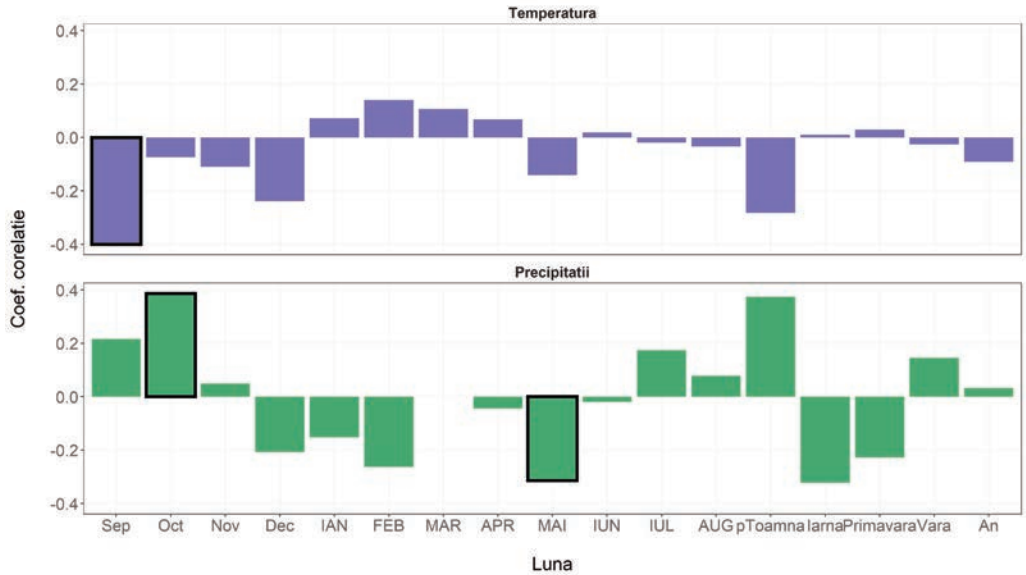 Temperatura
0.4
0.2
0.0
-0.2
-0.4
Coef. corelatie
Precipitatii
0.4
0.2
0.0
-0.2
-0.4
Sep Oct Nov Dec IAN FEB MAR APR MAI IUN IUL AUG pToamna Iarna Primavara Vara An
Luna